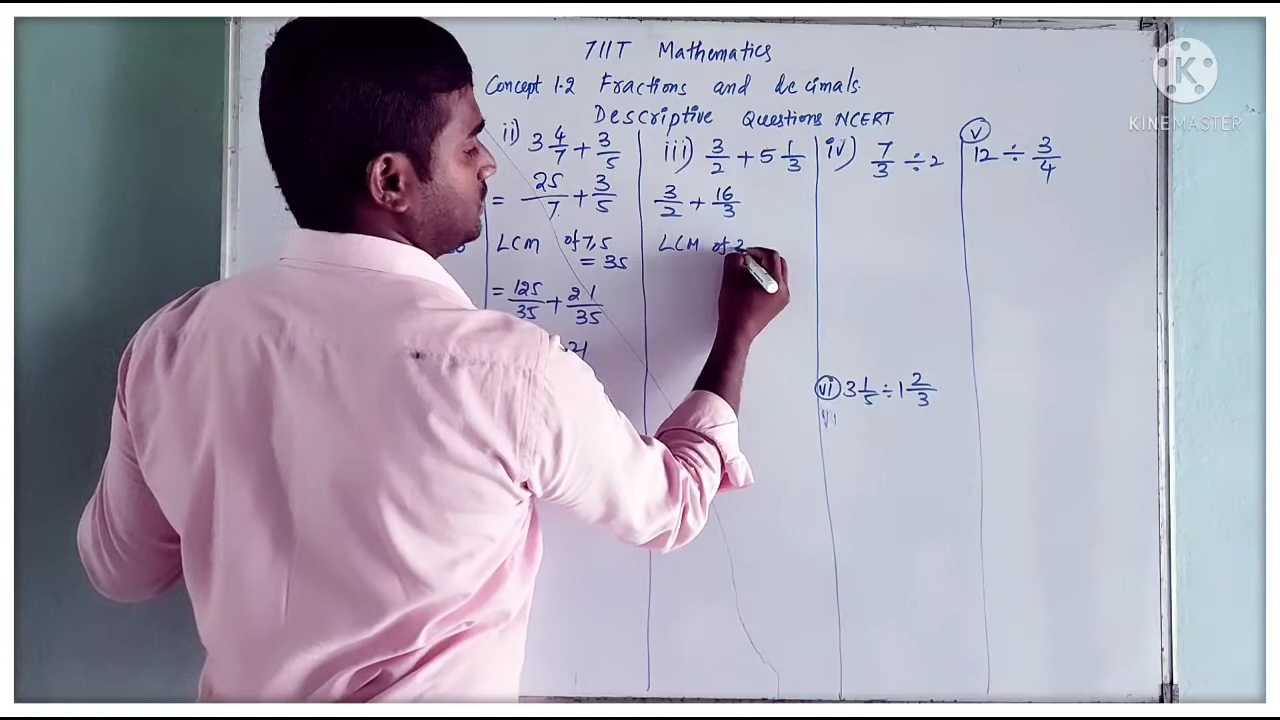 7IIT Mathematics
Concept 1.2 Fractions and decimals.
Descriptive Questions NCERT
ii) 3 4/7 + 3/5
= 25/7 + 3/5
LCM of 7,5
= 35
= 125/35 + 21/35
21
iii) 3/2 + 5 1/3
3/2 + 16/3
LCM of 2
iv) 7/3 ÷ 2
vi 3 1/5 ÷ 1 2/3
VI
v
12 ÷ 3/4
K
KINEMASTER